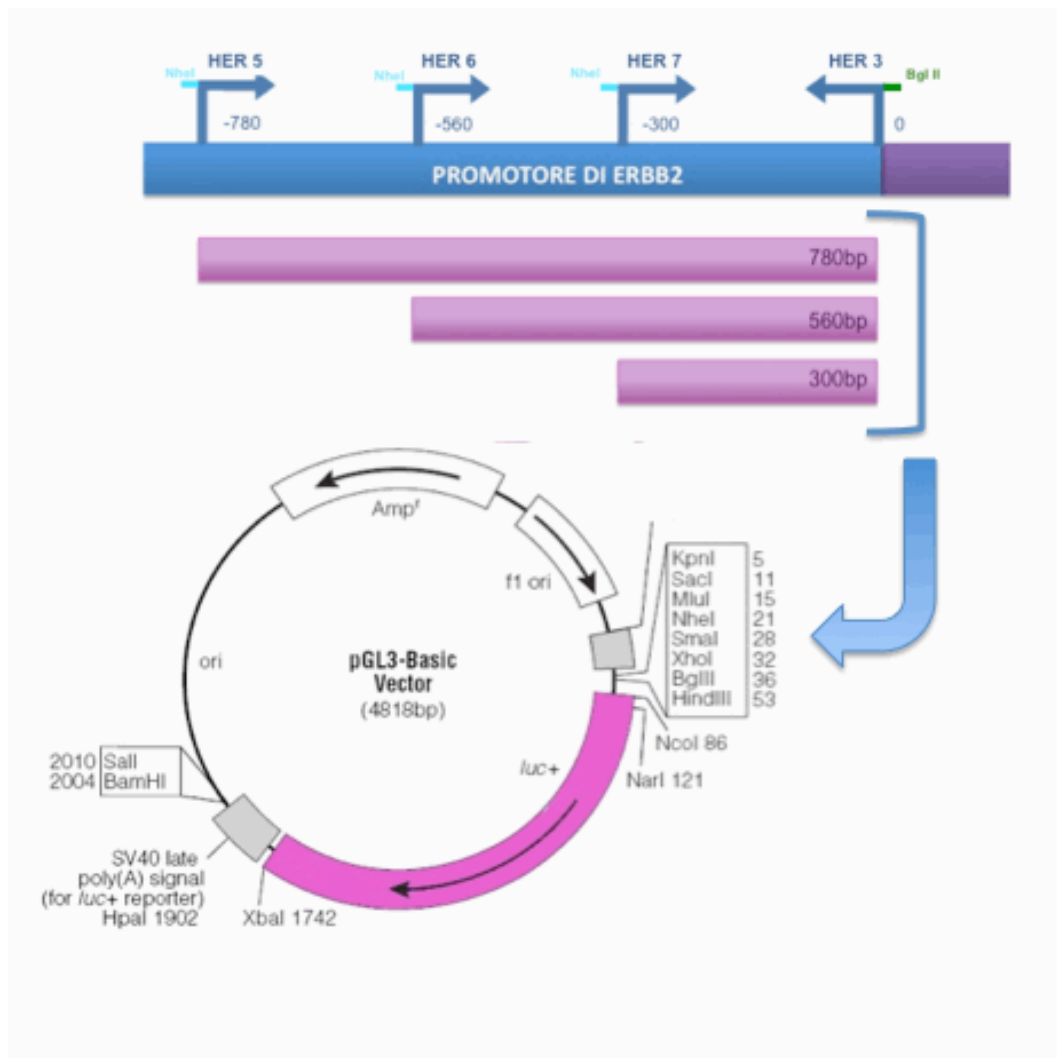 HER 5 HER 6 HER 7 HER 3
NheI NheI NheI Bgl II
-780 -560 -300 0
PROMOTORE DI ERBB2
780bp
560bp
300bp
Ampʳ
f1 ori
ori
pGL3-Basic
Vector
(4818bp)
KpnI 5
SacI 11
MluI 15
NheI 21
SmaI 28
XhoI 32
BglII 36
HindIII 53
NcoI 86
NarI 121
luc+
2010 SalI
2004 BamHI
SV40 late
poly(A) signal
(for luc+ reporter)
HpaI 1902
XbaI 1742